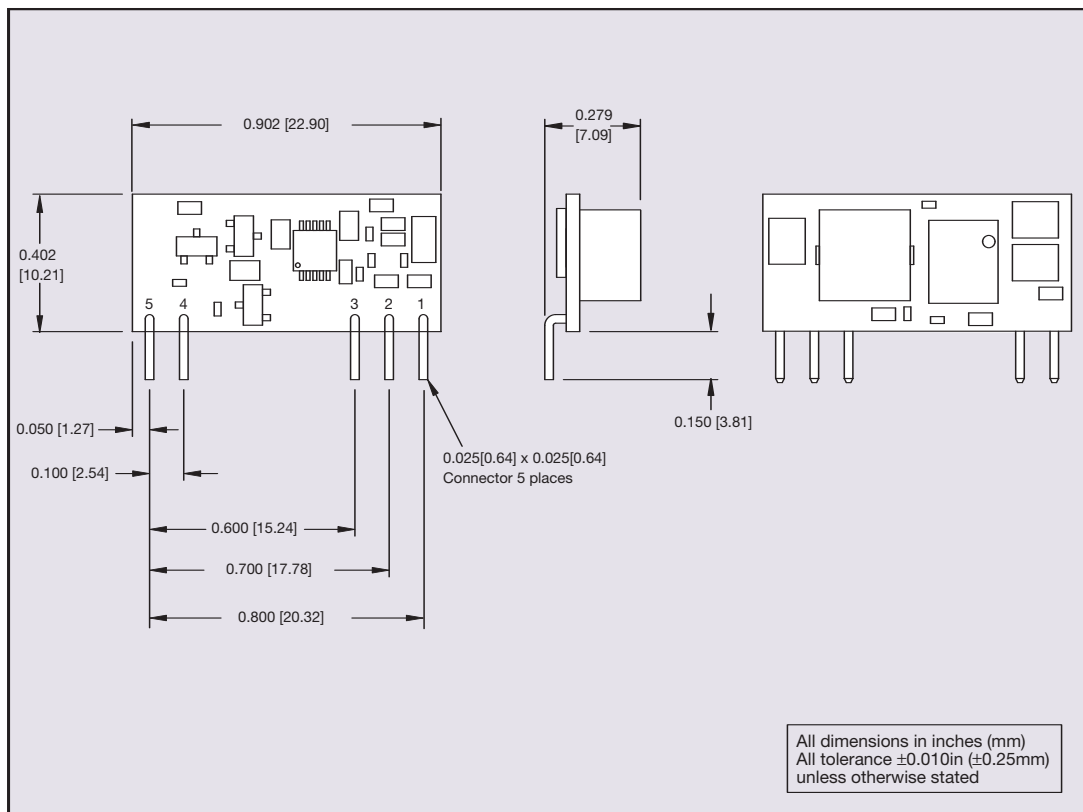 0.902 [22.90]
0.279
[7.09]
0.402
[10.21]
5 4 3 2 1
0.050 [1.27]
0.150 [3.81]
0.100 [2.54]
0.025[0.64] x 0.025[0.64]
Connector 5 places
0.600 [15.24]
0.700 [17.78]
0.800 [20.32]
All dimensions in inches (mm)
All tolerance ±0.010in (±0.25mm)
unless otherwise stated